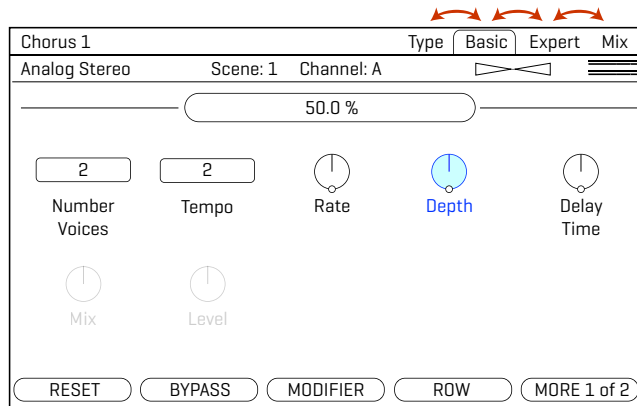 Chorus 1 Type Basic Expert Mix
Analog Stereo Scene: 1 Channel: A
50.0 %
2 2
Number Voices Tempo Rate Depth Delay Time
Mix Level
RESET BYPASS MODIFIER ROW MORE 1 of 2